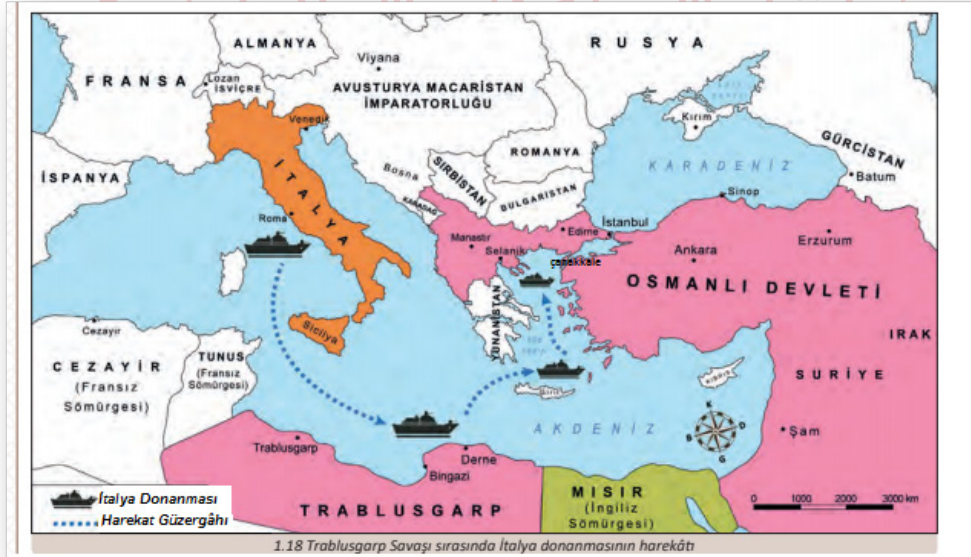 ALMANYA
RUSYA
Viyana
FRANSA
Lozan
İSVİÇRE
AVUSTURYA MACARİSTAN
İMPARATORLUĞU
Kırım
Venedik
ROMANYA
GÜRCİSTAN
KARADENİZ
İSPANYA
Bosna
SIRBİSTAN
Batum
BULGARİSTAN
Sinop
İTALYA
KARADAĞ
Roma
İstanbul
Edirne
Manastır
Selanik
Ankara
Erzurum
çanakkale
OSMANLI DEVLETİ
YUNANİSTAN
Sicilya
Cezayir
IRAK
TUNUS
(Fransız
Sömürgesi)
CEZAYİR
(Fransız
Sömürgesi)
KIBRIS
SURİYE
Girit
AKDENİZ
K
B
D
G
Şam
Trablusgarp
Derne
Bingazi
İtalya Donanması
Harekat Güzergâhı
TRABLUSGARP
MISIR
(İngiliz
Sömürgesi)
0 1000 2000 3000 km
1.18 Trablusgarp Savaşı sırasında İtalya donanmasının harekâtı